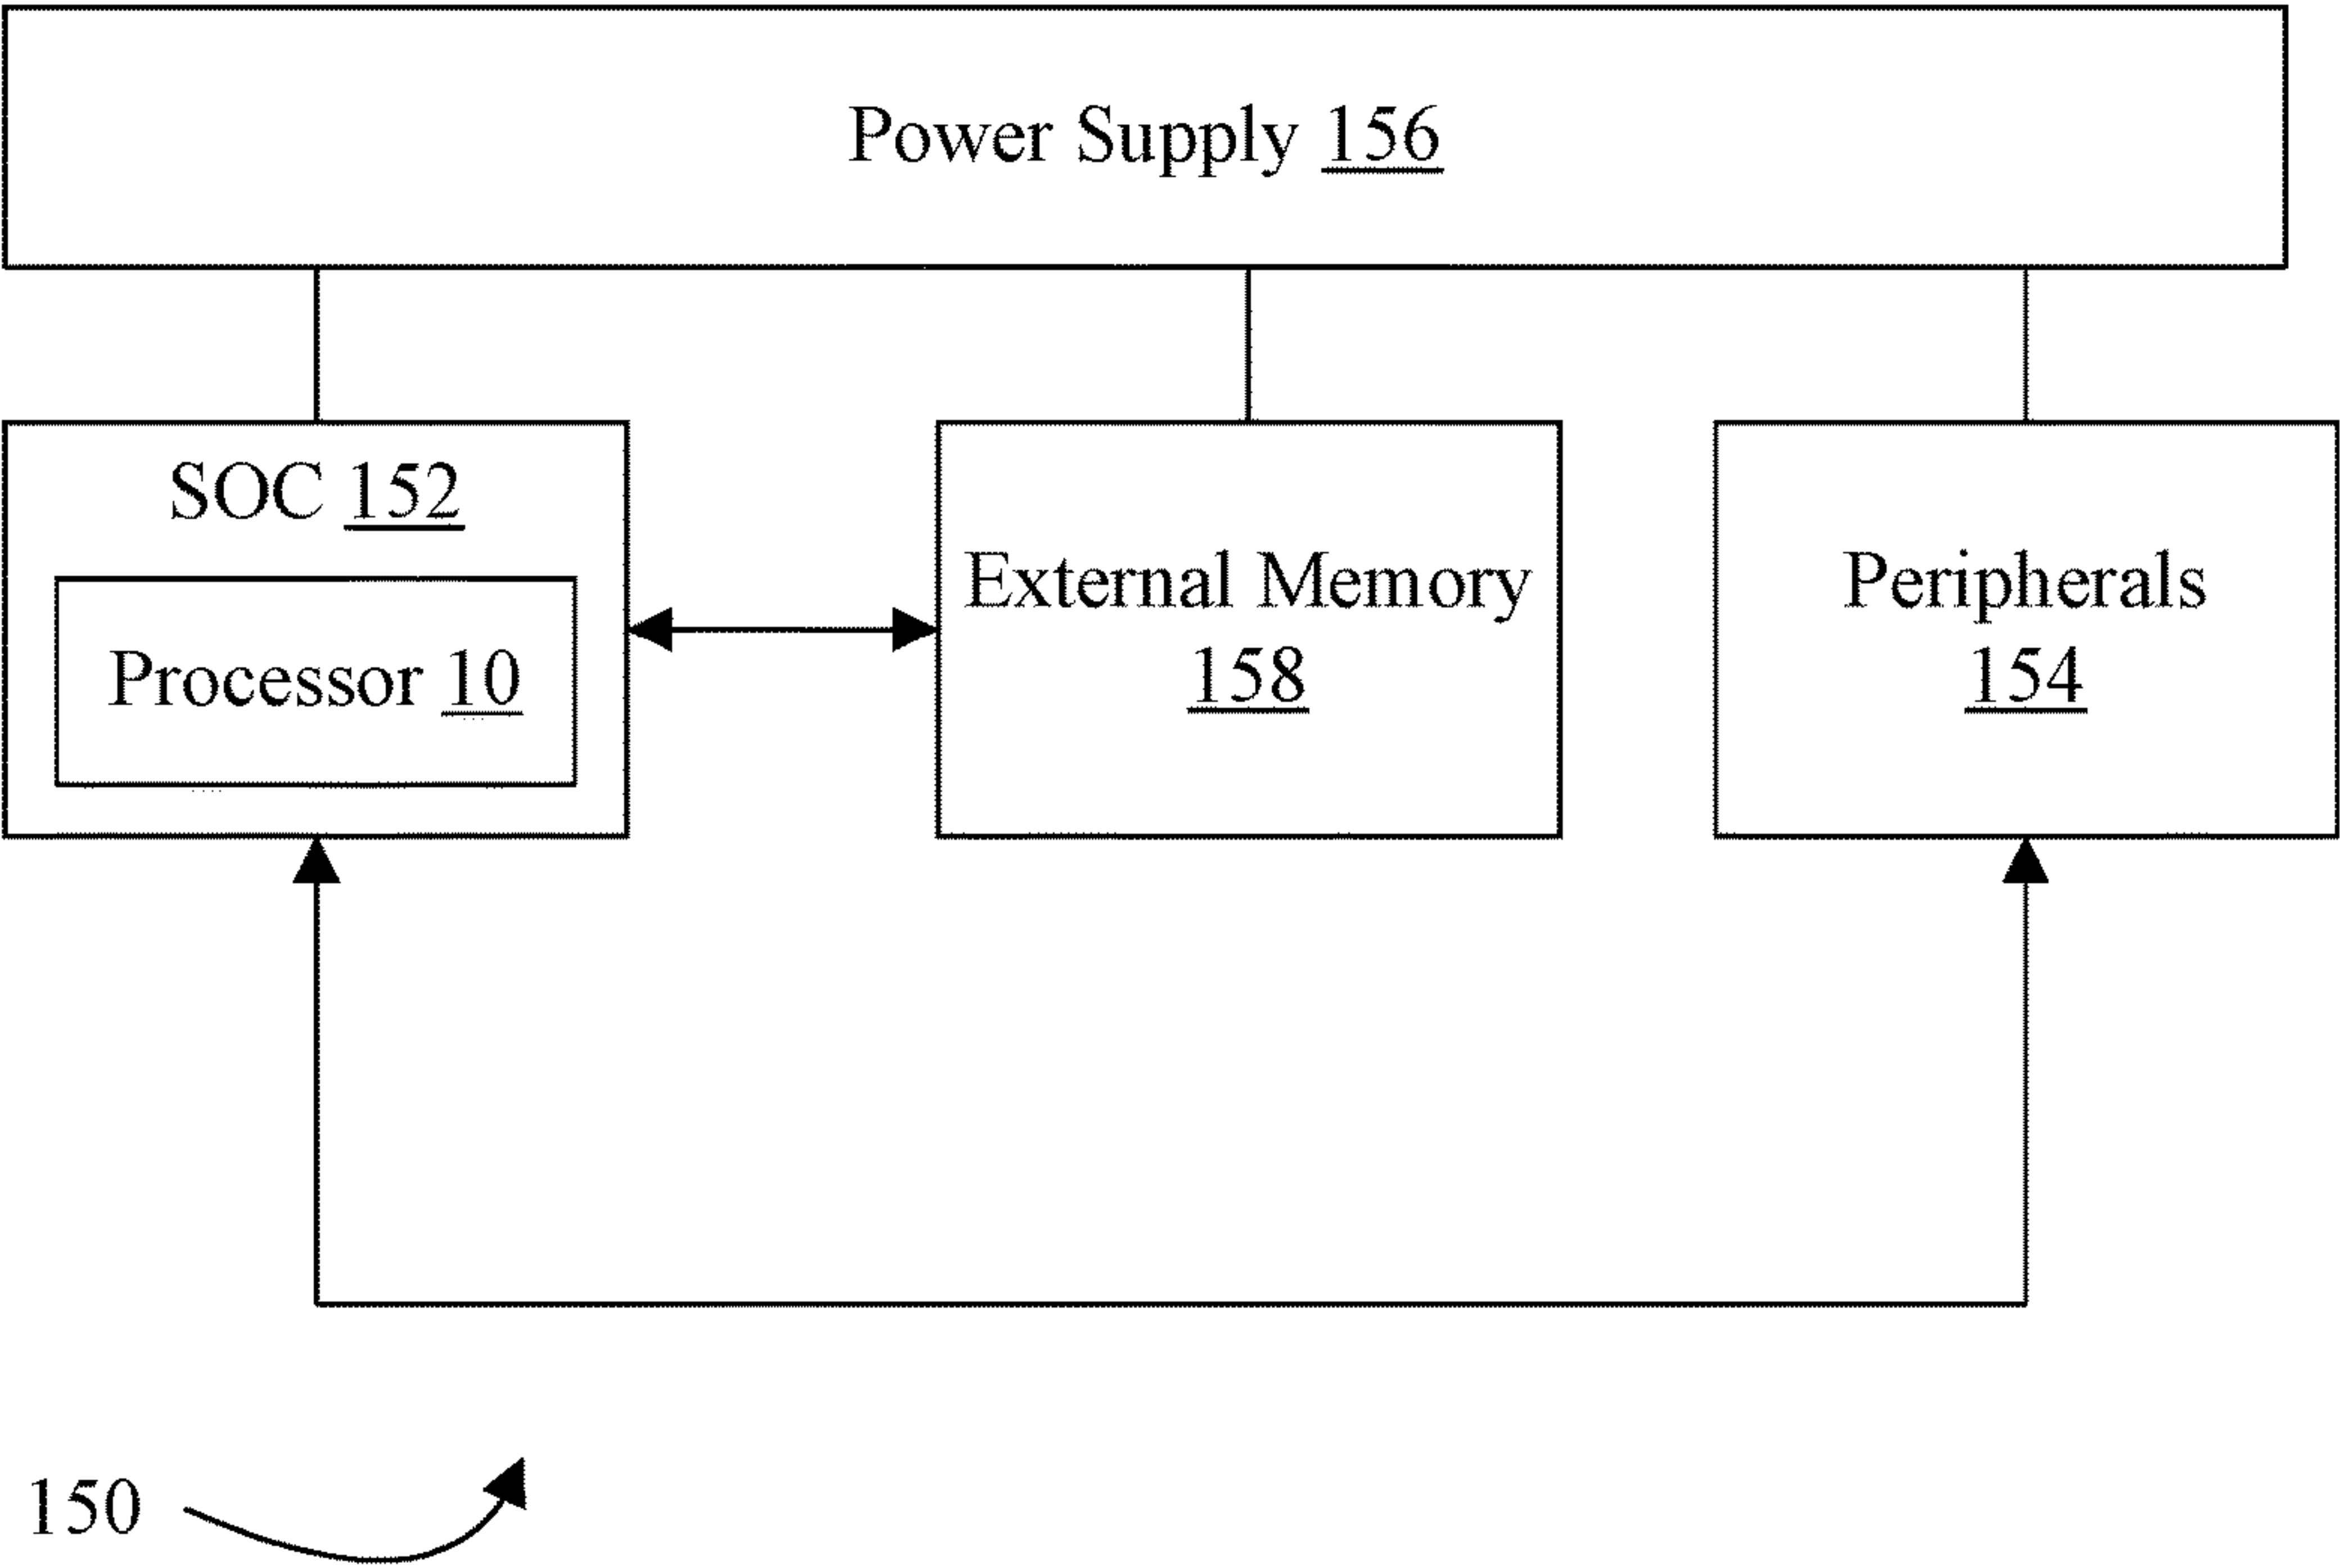 Power Supply 156
SOC 152
Processor 10
External Memory
158
Peripherals
154
150